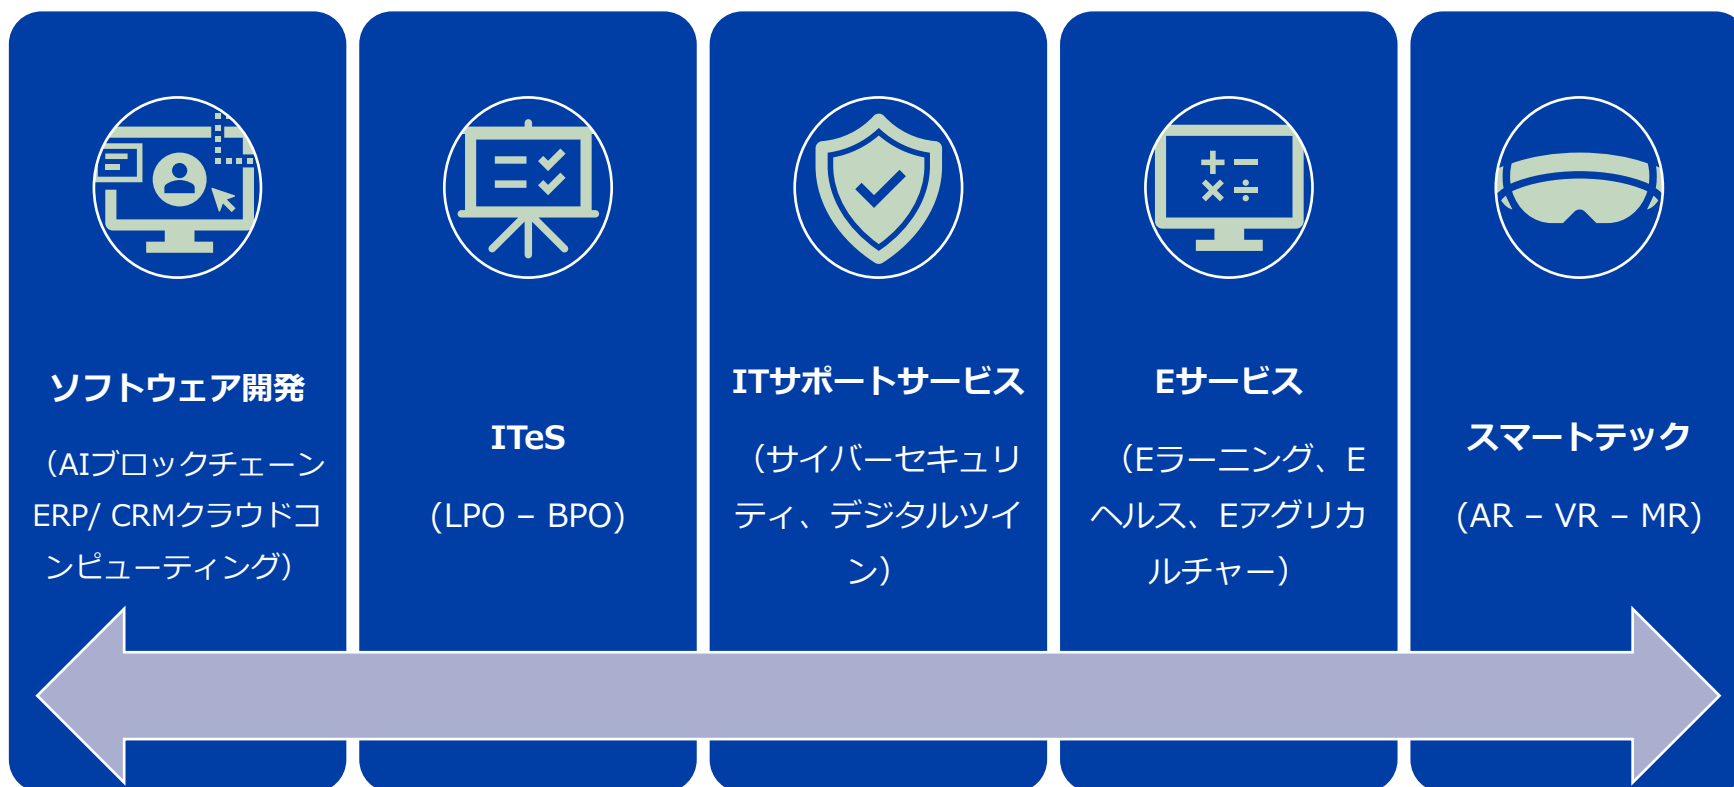 ソフトウェア開発
（AIブロックチェーン
ERP/ CRMクラウドコ
ンピューティング）
ITeS
(LPO – BPO)
ITサポートサービス
（サイバーセキュリ
ティ、デジタルツイ
ン）
Eサービス
（Eラーニング、E
ヘルス、Eアグリカ
ルチャー）
スマートテック
(AR – VR – MR)